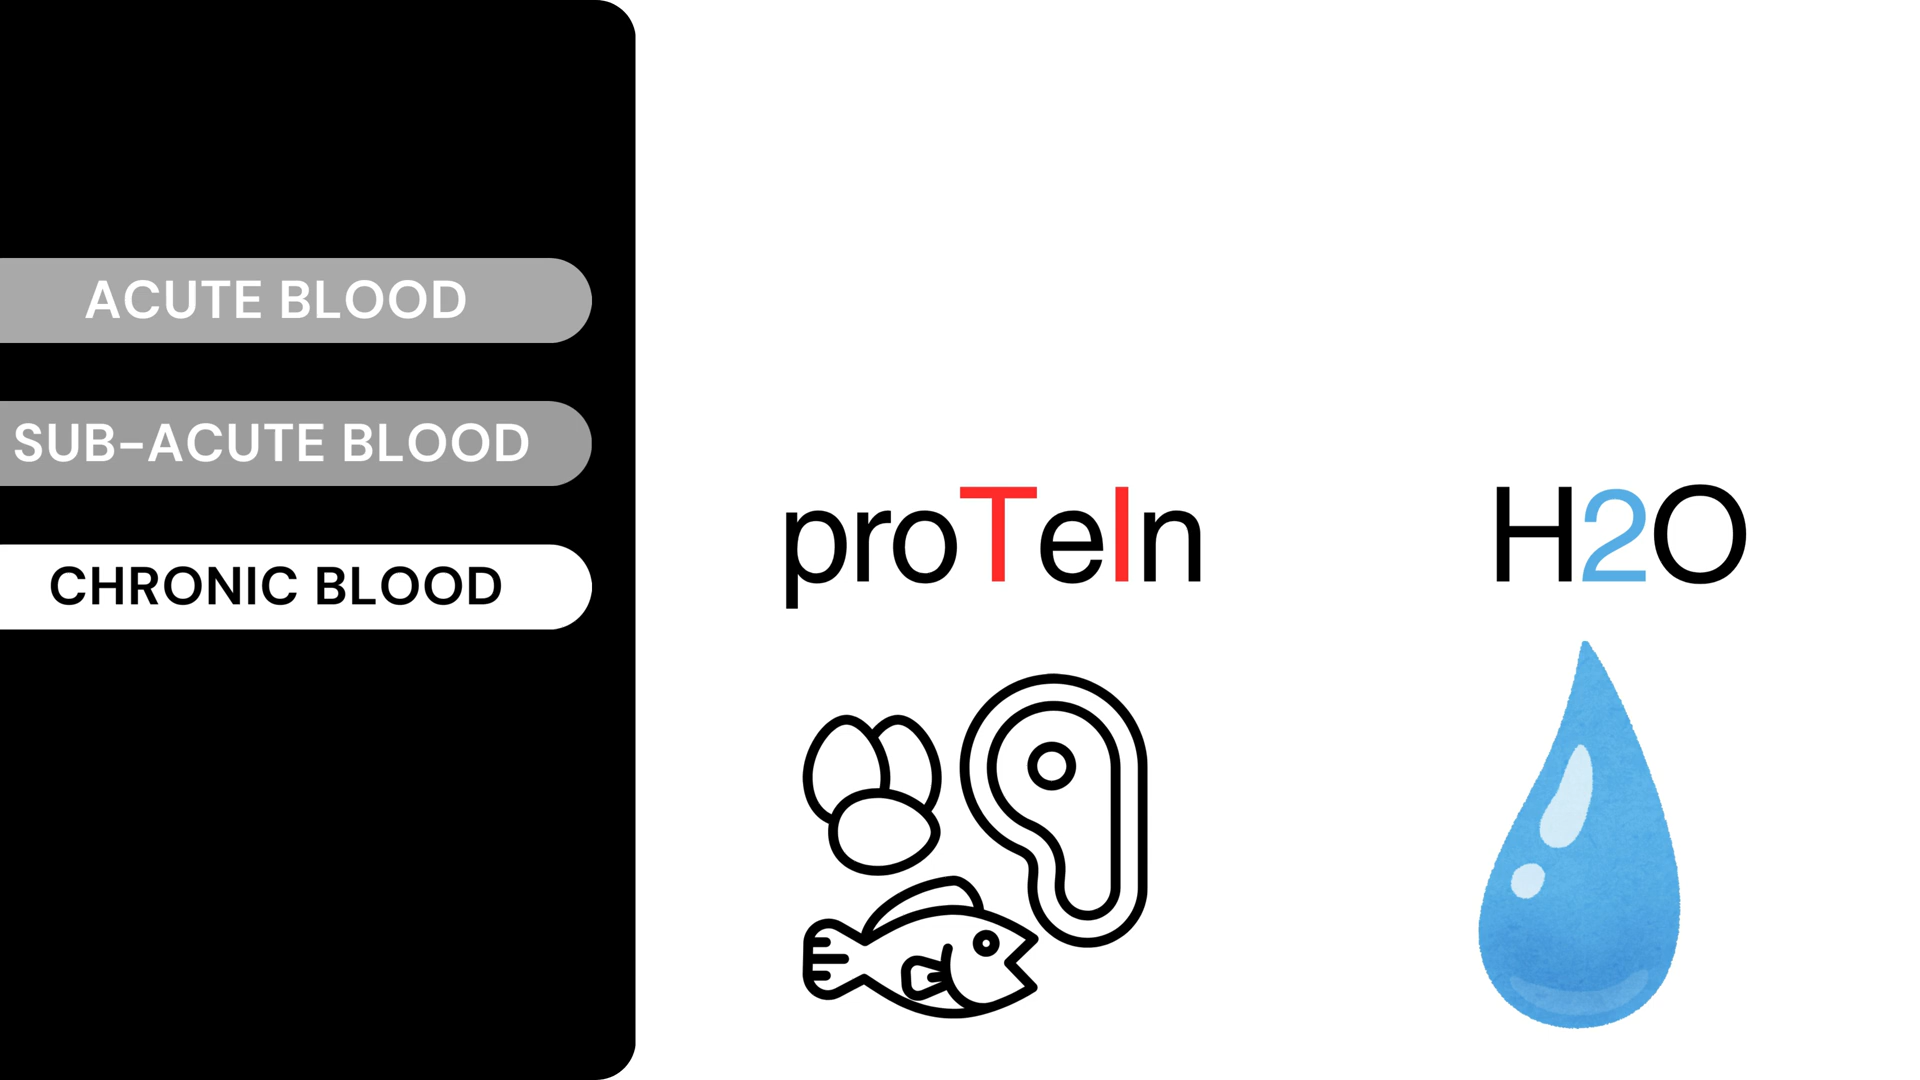 ACUTE BLOOD
SUB-ACUTE BLOOD
CHRONIC BLOOD
proTeIn
H2O